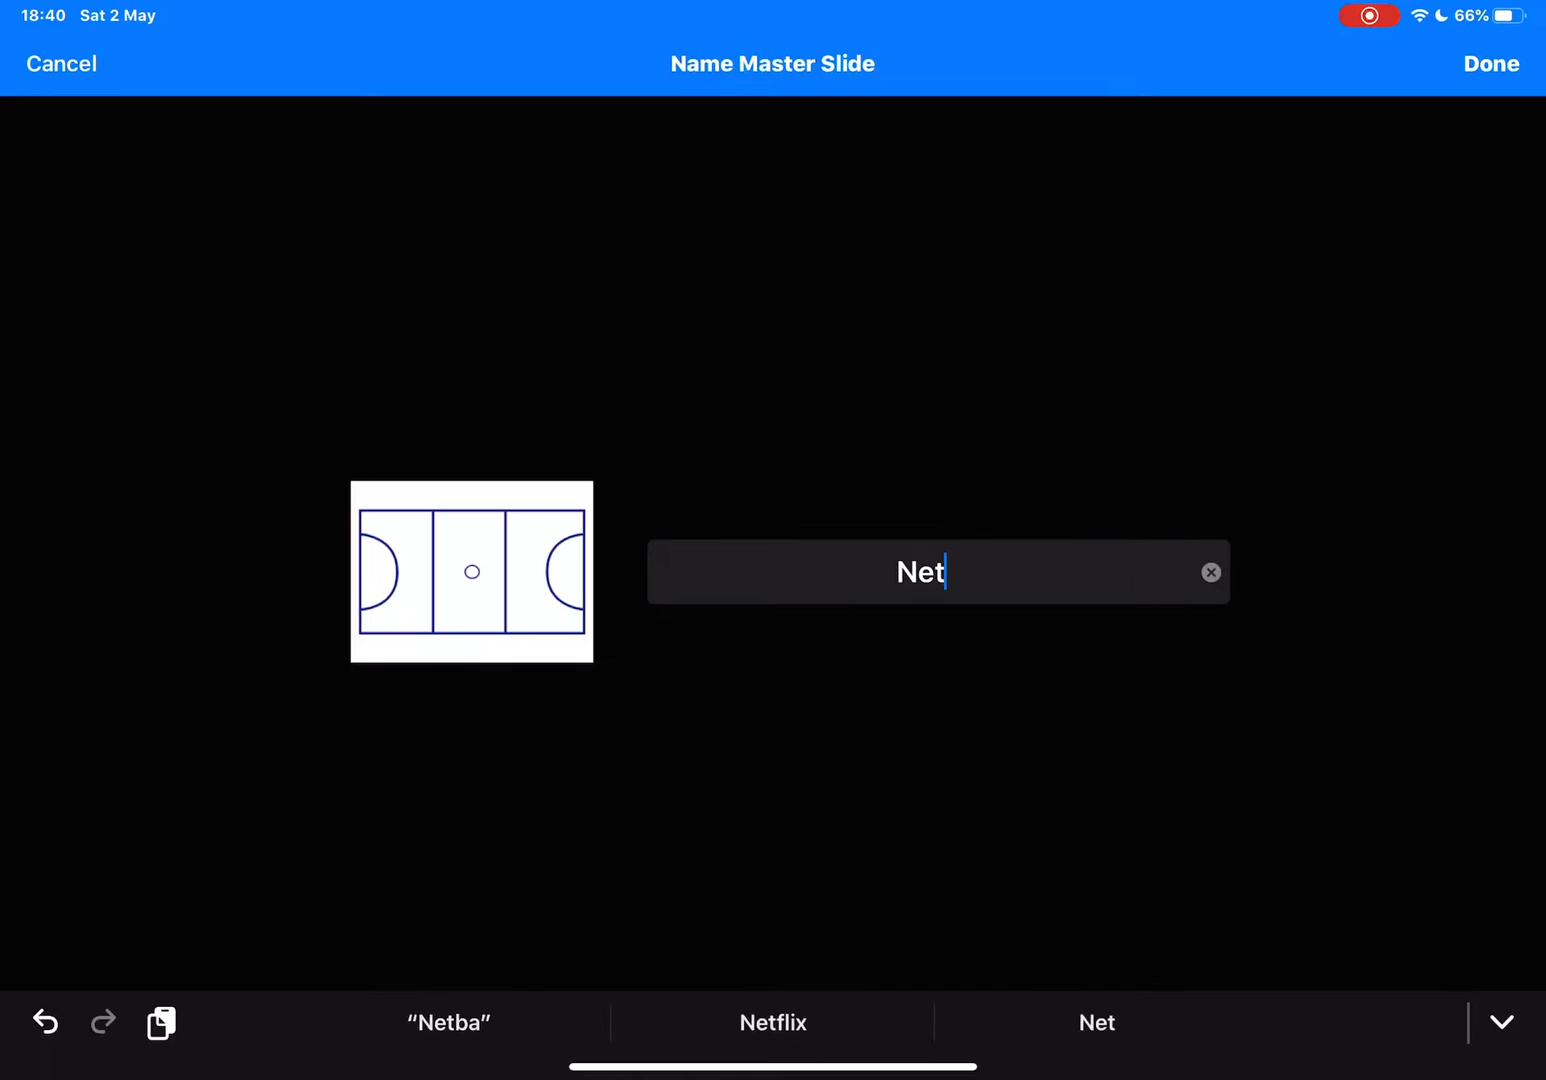 18:40 Sat 2 May 66%
Cancel Name Master Slide Done
Net
“Netba” Netflix Net